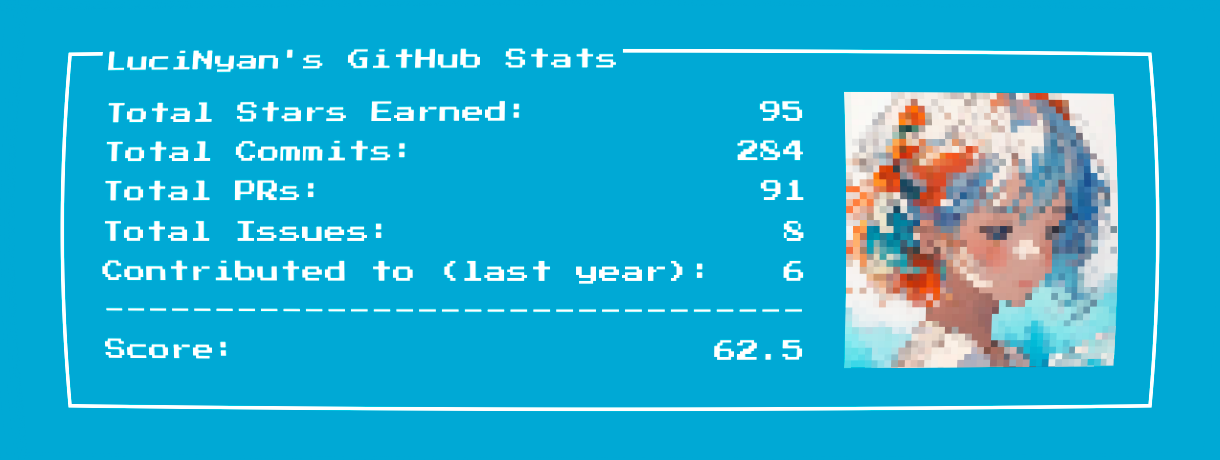 LuciNyan's GitHub Stats
Total Stars Earned: 95
Total Commits: 284
Total PRs: 91
Total Issues: 8
Contributed to (last year): 6
-------------------------------
Score: 62.5